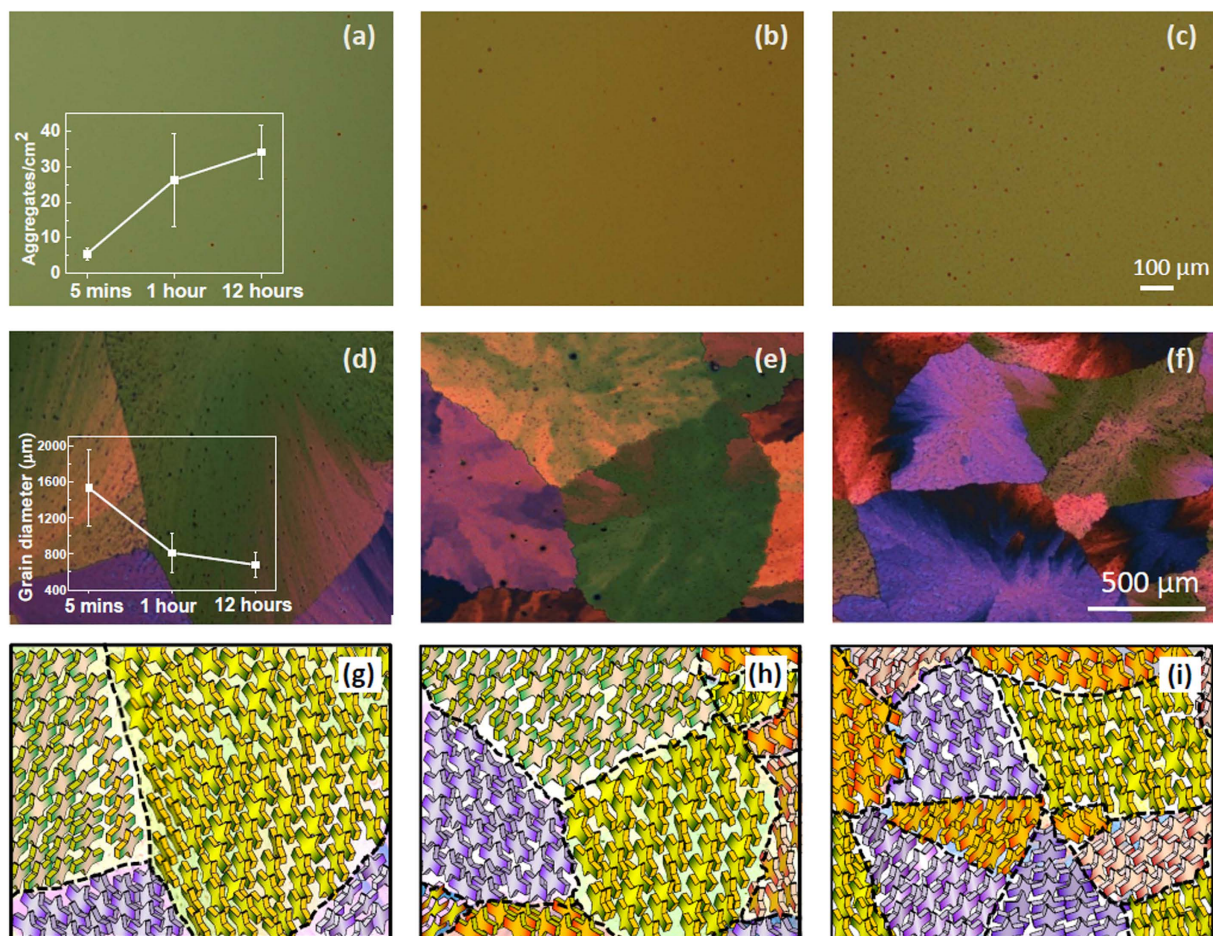 (a)
Aggregates/cm²
40
30
20
10
0
5 mins 1 hour 12 hours
(b)
(c)
100 µm
(d)
Grain diameter (µm)
2000
1600
1200
800
400
5 mins 1 hour 12 hours
(e)
(f)
500 µm
(g)
(h)
(i)